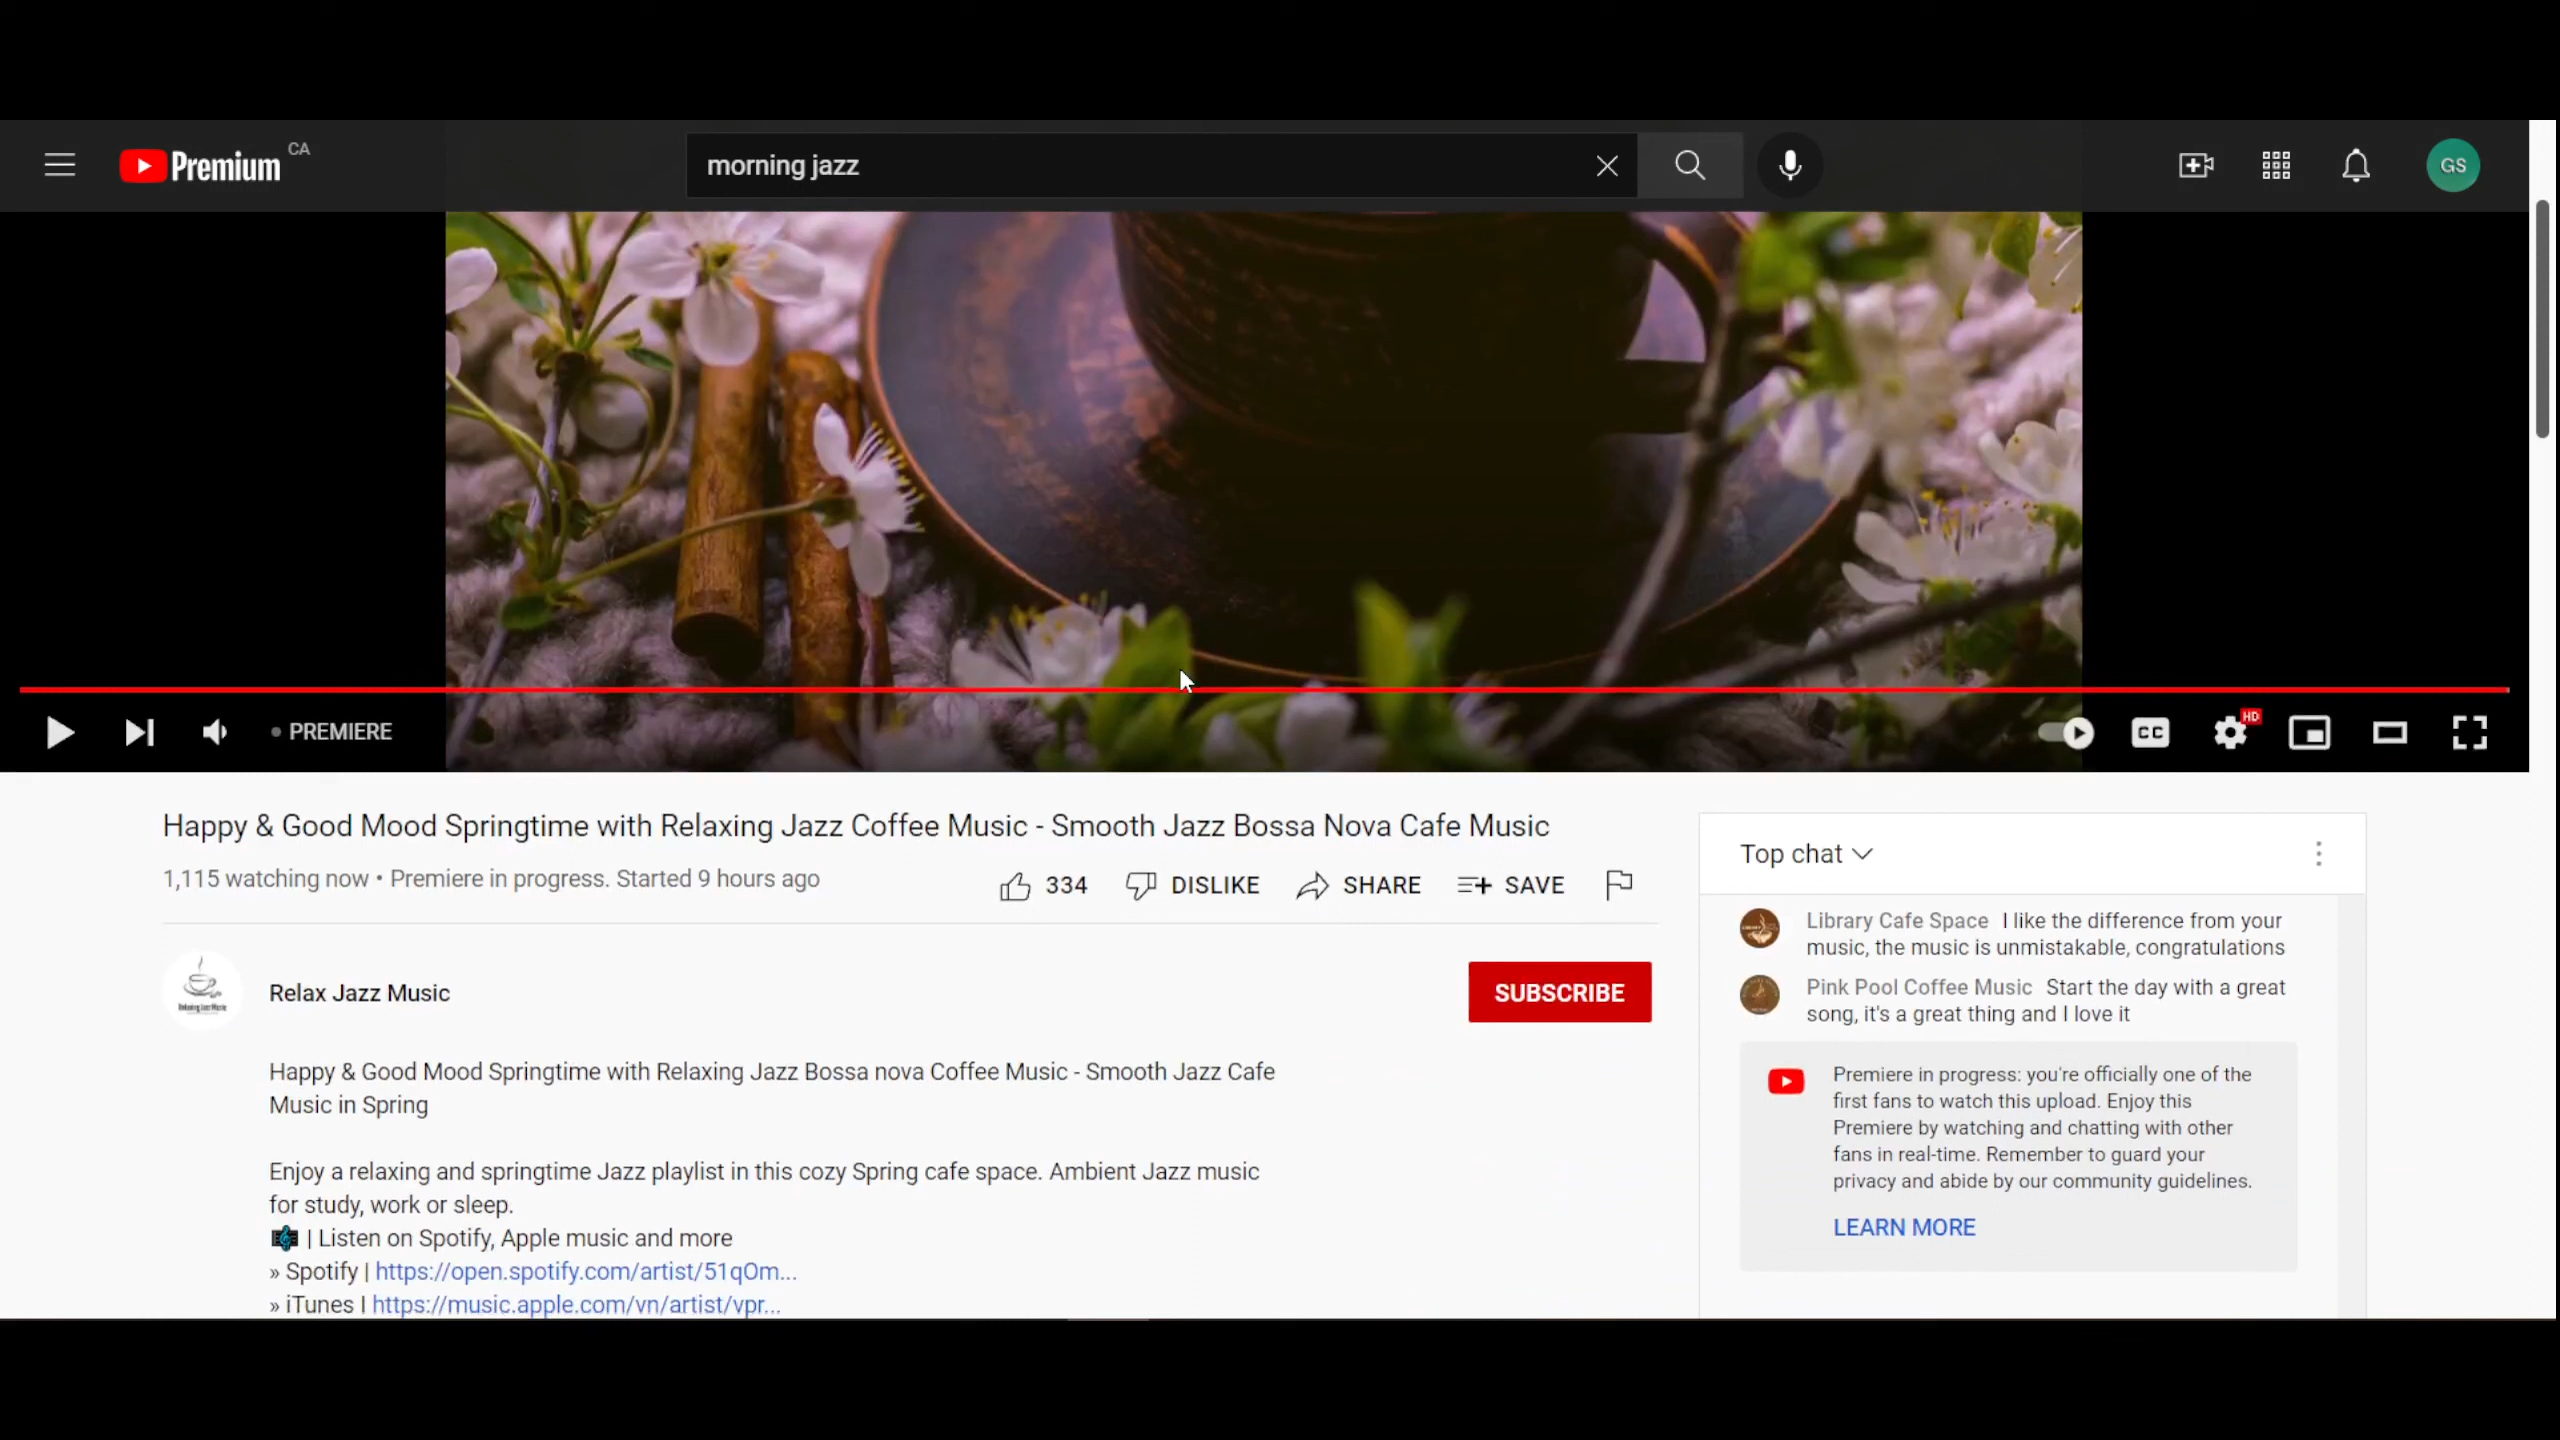 Premium CA
morning jazz
GS
PREMIERE
CC
HD
Happy & Good Mood Springtime with Relaxing Jazz Coffee Music - Smooth Jazz Bossa Nova Cafe Music
1,115 watching now • Premiere in progress. Started 9 hours ago
334 DISLIKE SHARE SAVE
Relax Jazz Music
SUBSCRIBE
Happy & Good Mood Springtime with Relaxing Jazz Bossa nova Coffee Music - Smooth Jazz Cafe
Music in Spring
Enjoy a relaxing and springtime Jazz playlist in this cozy Spring cafe space. Ambient Jazz music
for study, work or sleep.
🎼 | Listen on Spotify, Apple music and more
» Spotify | https://open.spotify.com/artist/51qOm...
» iTunes | https://music.apple.com/vn/artist/vpr...
Top chat
Library Cafe Space I like the difference from your
music, the music is unmistakable, congratulations
Pink Pool Coffee Music Start the day with a great
song, it's a great thing and I love it
Premiere in progress: you're officially one of the
first fans to watch this upload. Enjoy this
Premiere by watching and chatting with other
fans in real-time. Remember to guard your
privacy and abide by our community guidelines.
LEARN MORE